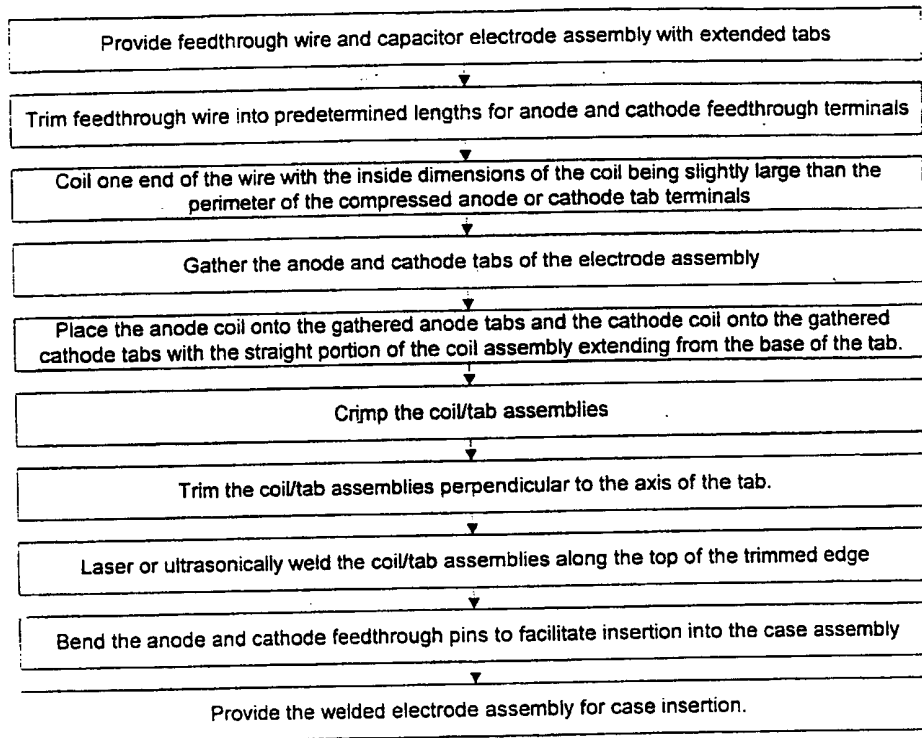 Provide feedthrough wire and capacitor electrode assembly with extended tabs
Trim feedthrough wire into predetermined lengths for anode and cathode feedthrough terminals
Coil one end of the wire with the inside dimensions of the coil being slightly large than the
perimeter of the compressed anode or cathode tab terminals
Gather the anode and cathode tabs of the electrode assembly
Place the anode coil onto the gathered anode tabs and the cathode coil onto the gathered
cathode tabs with the straight portion of the coil assembly extending from the base of the tab.
Crimp the coil/tab assemblies
Trim the coil/tab assemblies perpendicular to the axis of the tab.
Laser or ultrasonically weld the coil/tab assemblies along the top of the trimmed edge
Bend the anode and cathode feedthrough pins to facilitate insertion into the case assembly
Provide the welded electrode assembly for case insertion.